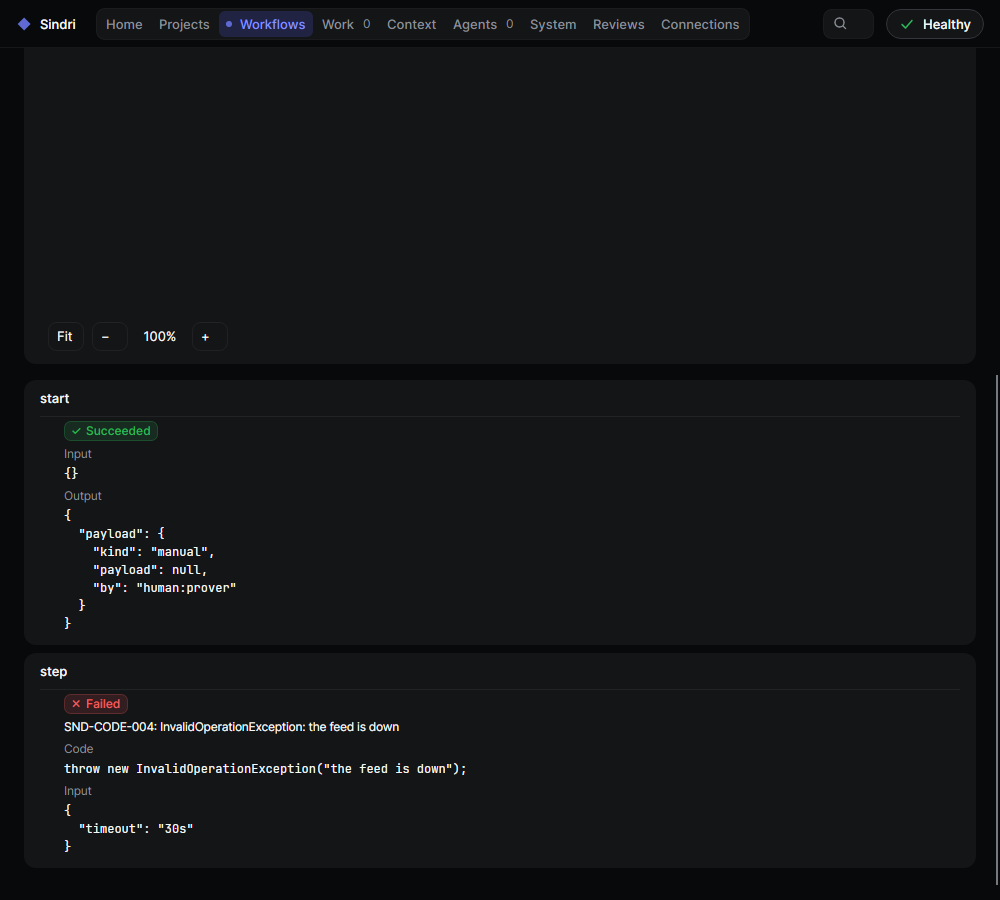 Sindri
Home Projects Workflows Work 0 Context Agents 0 System Reviews Connections
Healthy
Fit − 100% +
start
Succeeded
Input
{}
Output
{
  "payload": {
    "kind": "manual",
    "payload": null,
    "by": "human:prover"
  }
}
step
Failed
SND-CODE-004: InvalidOperationException: the feed is down
Code
throw new InvalidOperationException("the feed is down");
Input
{
  "timeout": "30s"
}